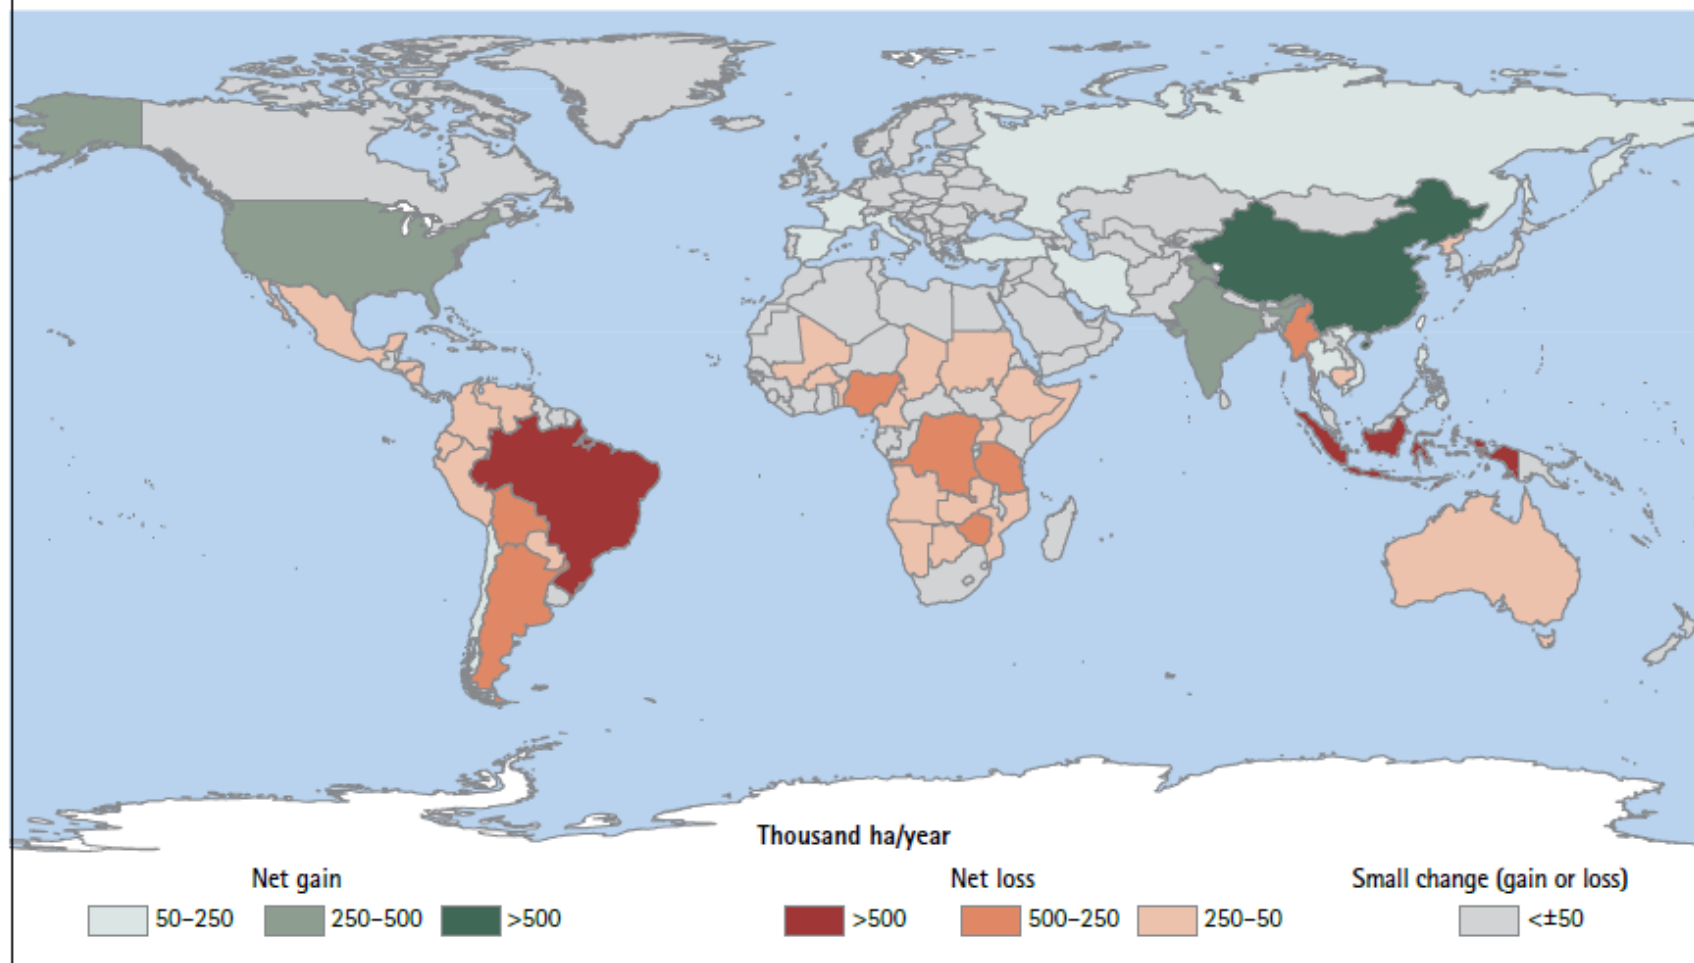 Thousand ha/year
Net gain
Net loss
Small change (gain or loss)
50–250
250–500
>500
>500
500–250
250–50
<±50